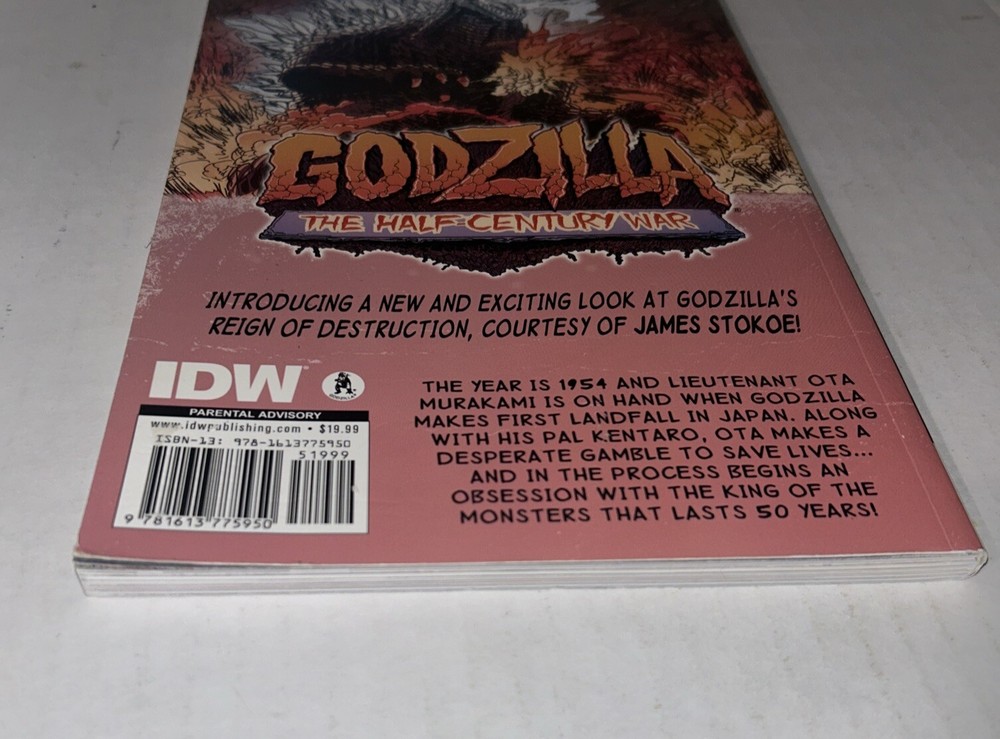 GODZILLA
THE HALF-CENTURY WAR
INTRODUCING A NEW AND EXCITING LOOK AT GODZILLA'S
REIGN OF DESTRUCTION, COURTESY OF JAMES STOKOE!
IDW
PARENTAL ADVISORY
www.idwpublishing.com • $19.99
ISBN-13: 978-1613775950
51999
9 781613 775950
THE YEAR IS 1954 AND LIEUTENANT OTA
MURAKAMI IS ON HAND WHEN GODZILLA
MAKES FIRST LANDFALL IN JAPAN. ALONG
WITH HIS PAL KENTARO, OTA MAKES A
DESPERATE GAMBLE TO SAVE LIVES...
AND IN THE PROCESS BEGINS AN
OBSESSION WITH THE KING OF THE
MONSTERS THAT LASTS 50 YEARS!